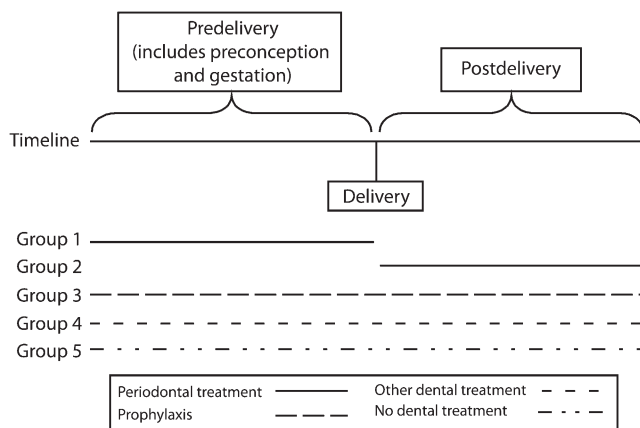 Predelivery
(includes preconception
and gestation)
Postdelivery
Timeline
Delivery
Group 1
Group 2
Group 3
Group 4
Group 5
Periodontal treatment
Other dental treatment
Prophylaxis
No dental treatment